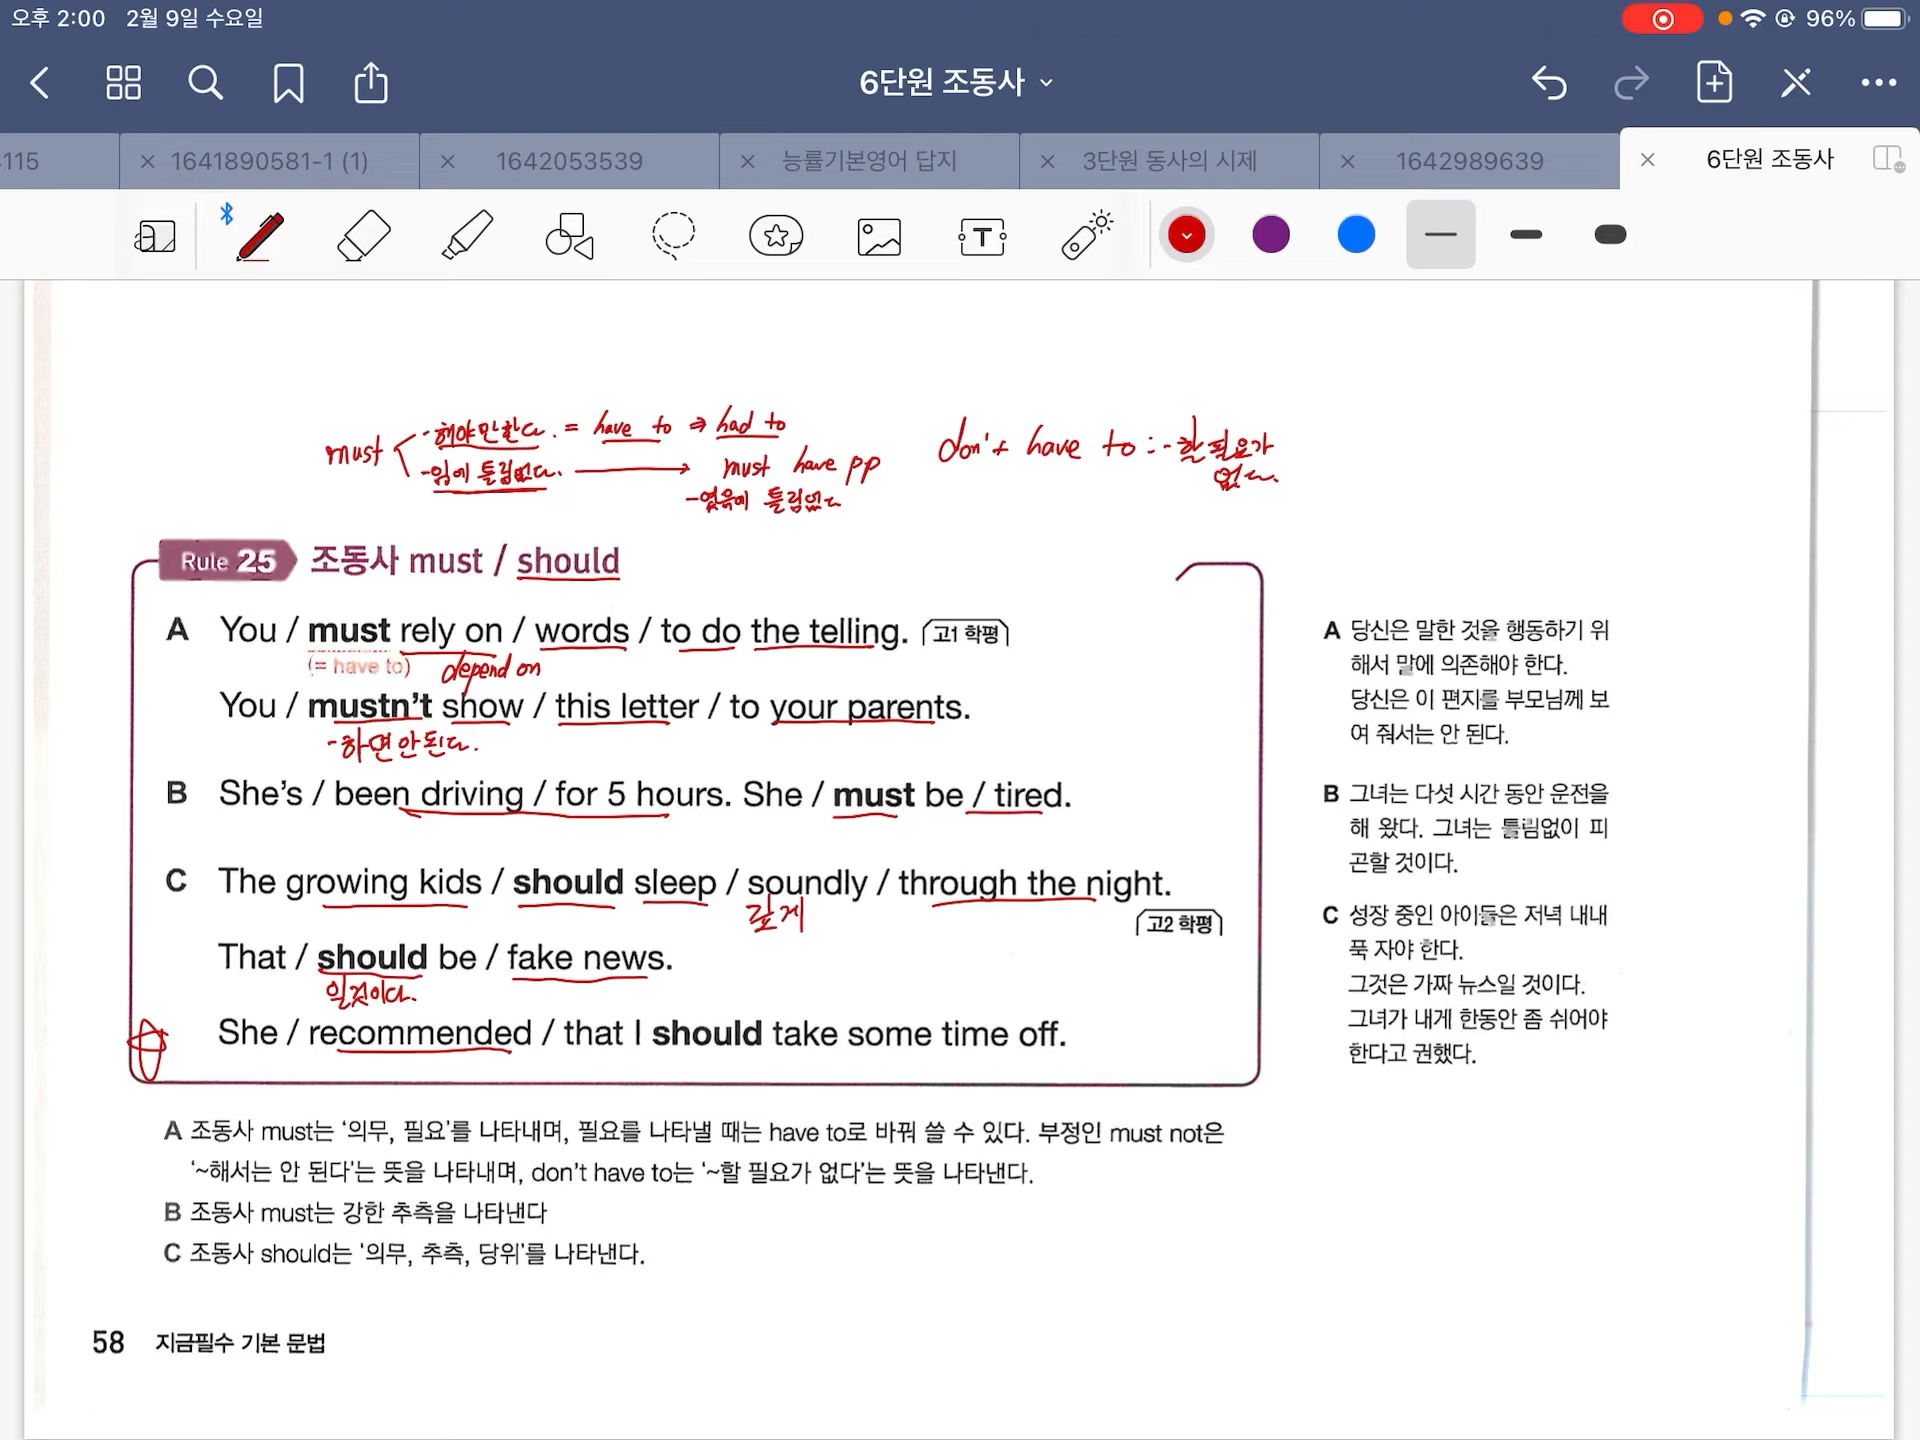 오후 2:00 2월 9일 수요일
96%
6단원 조동사
115
1641890581-1 (1)
1642053539
능률기본영어 답지
3단원 동사의 시제
1642989639
6단원 조동사
must -해야만한다. = have to ⇒ had to
-임에 틀림없다. → must have pp
-였음에 틀림없다
don't have to : -할 필요가
없다.
Rule 25 조동사 must / should
A You / must rely on / words / to do the telling. 고1 학평
(= have to) depend on
You / mustn't show / this letter / to your parents.
-하면 안된다.
B She's / been driving / for 5 hours. She / must be / tired.
C The growing kids / should sleep / soundly / through the night.
깊게
고2 학평
That / should be / fake news.
일것이다.
She / recommended / that I should take some time off.
A 당신은 말한 것을 행동하기 위
해서 말에 의존해야 한다.
당신은 이 편지를 부모님께 보
여 줘서는 안 된다.
B 그녀는 다섯 시간 동안 운전을
해 왔다. 그녀는 틀림없이 피
곤할 것이다.
C 성장 중인 아이들은 저녁 내내
푹 자야 한다.
그것은 가짜 뉴스일 것이다.
그녀가 내게 한동안 좀 쉬어야
한다고 권했다.
A 조동사 must는 '의무, 필요'를 나타내며, 필요를 나타낼 때는 have to로 바꿔 쓸 수 있다. 부정인 must not은
'~해서는 안 된다'는 뜻을 나타내며, don't have to는 '~할 필요가 없다'는 뜻을 나타낸다.
B 조동사 must는 강한 추측을 나타낸다
C 조동사 should는 '의무, 추측, 당위'를 나타낸다.
58 지금필수 기본 문법